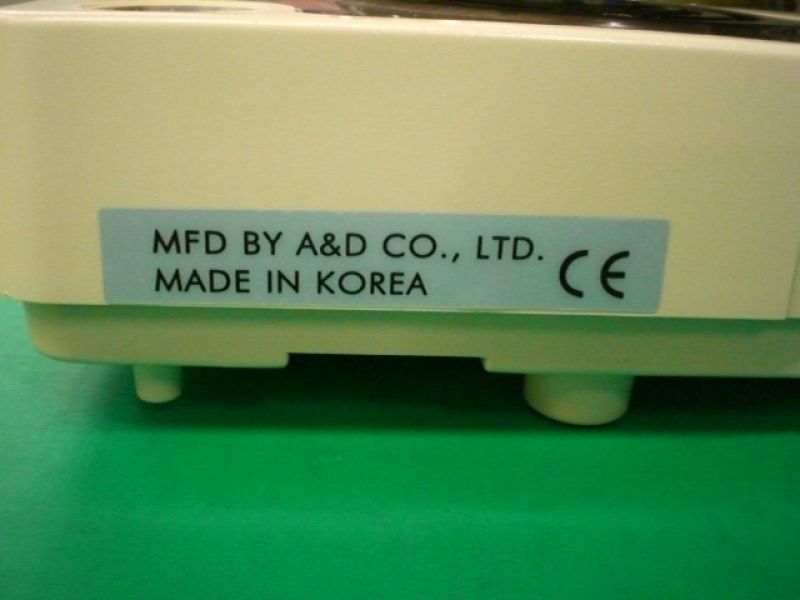 MFD BY A&D CO., LTD.
MADE IN KOREA
CE